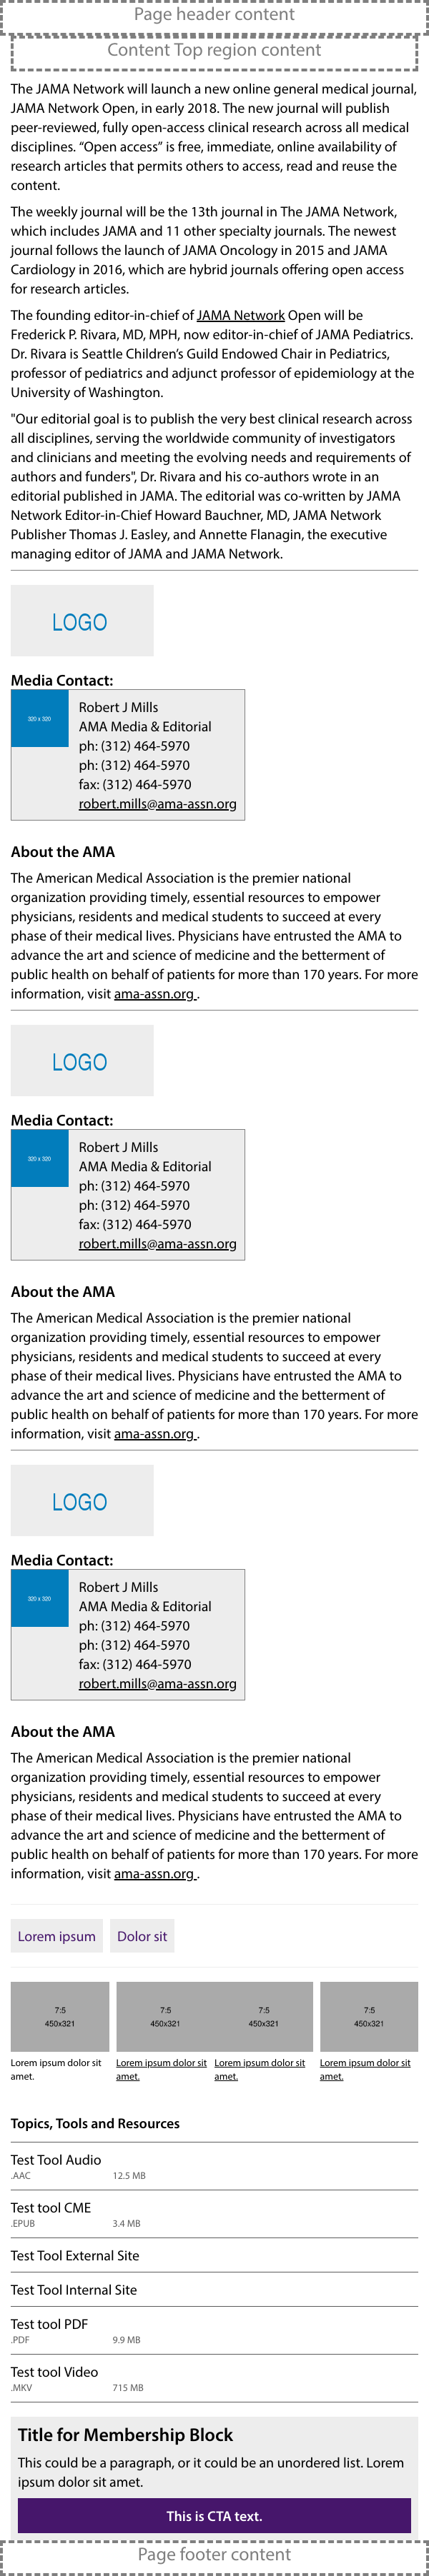 Page header content
Content Top region content
The JAMA Network will launch a new online general medical journal,
JAMA Network Open, in early 2018. The new journal will publish
peer-reviewed, fully open-access clinical research across all medical
disciplines. “Open access” is free, immediate, online availability of
research articles that permits others to access, read and reuse the
content.
The weekly journal will be the 13th journal in The JAMA Network,
which includes JAMA and 11 other specialty journals. The newest
journal follows the launch of JAMA Oncology in 2015 and JAMA
Cardiology in 2016, which are hybrid journals offering open access
for research articles.
The founding editor-in-chief of JAMA Network Open will be
Frederick P. Rivara, MD, MPH, now editor-in-chief of JAMA Pediatrics.
Dr. Rivara is Seattle Children’s Guild Endowed Chair in Pediatrics,
professor of pediatrics and adjunct professor of epidemiology at the
University of Washington.
"Our editorial goal is to publish the very best clinical research across
all disciplines, serving the worldwide community of investigators
and clinicians and meeting the evolving needs and requirements of
authors and funders", Dr. Rivara and his co-authors wrote in an
editorial published in JAMA. The editorial was co-written by JAMA
Network Editor-in-Chief Howard Bauchner, MD, JAMA Network
Publisher Thomas J. Easley, and Annette Flanagin, the executive
managing editor of JAMA and JAMA Network.
LOGO
Media Contact:
320 x 320
Robert J Mills
AMA Media & Editorial
ph: (312) 464-5970
ph: (312) 464-5970
fax: (312) 464-5970
robert.mills@ama-assn.org
About the AMA
The American Medical Association is the premier national
organization providing timely, essential resources to empower
physicians, residents and medical students to succeed at every
phase of their medical lives. Physicians have entrusted the AMA to
advance the art and science of medicine and the betterment of
public health on behalf of patients for more than 170 years. For more
information, visit ama-assn.org .
LOGO
Media Contact:
320 x 320
Robert J Mills
AMA Media & Editorial
ph: (312) 464-5970
ph: (312) 464-5970
fax: (312) 464-5970
robert.mills@ama-assn.org
About the AMA
The American Medical Association is the premier national
organization providing timely, essential resources to empower
physicians, residents and medical students to succeed at every
phase of their medical lives. Physicians have entrusted the AMA to
advance the art and science of medicine and the betterment of
public health on behalf of patients for more than 170 years. For more
information, visit ama-assn.org .
LOGO
Media Contact:
320 x 320
Robert J Mills
AMA Media & Editorial
ph: (312) 464-5970
ph: (312) 464-5970
fax: (312) 464-5970
robert.mills@ama-assn.org
About the AMA
The American Medical Association is the premier national
organization providing timely, essential resources to empower
physicians, residents and medical students to succeed at every
phase of their medical lives. Physicians have entrusted the AMA to
advance the art and science of medicine and the betterment of
public health on behalf of patients for more than 170 years. For more
information, visit ama-assn.org .
Lorem ipsum Dolor sit
7:5 7:5 7:5 7:5
450x321 450x321 450x321 450x321
Lorem ipsum dolor sit Lorem ipsum dolor sit Lorem ipsum dolor sit Lorem ipsum dolor sit
amet. amet. amet. amet.
Topics, Tools and Resources
Test Tool Audio
.AAC 12.5 MB
Test tool CME
.EPUB 3.4 MB
Test Tool External Site
Test Tool Internal Site
Test tool PDF
.PDF 9.9 MB
Test tool Video
.MKV 715 MB
Title for Membership Block
This could be a paragraph, or it could be an unordered list. Lorem
ipsum dolor sit amet.
This is CTA text.
Page footer content